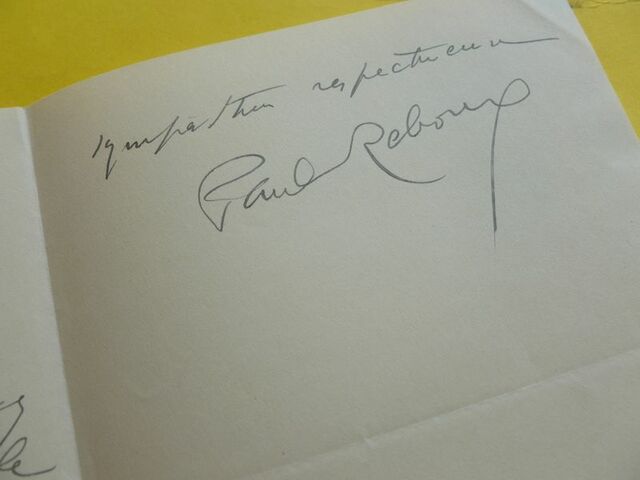 sympathie respectueuse
Paul Reboux